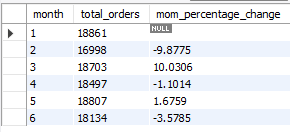 month total_orders mom_percentage_change
1 18861 NULL
2 16998 -9.8775
3 18703 10.0306
4 18497 -1.1014
5 18807 1.6759
6 18134 -3.5785